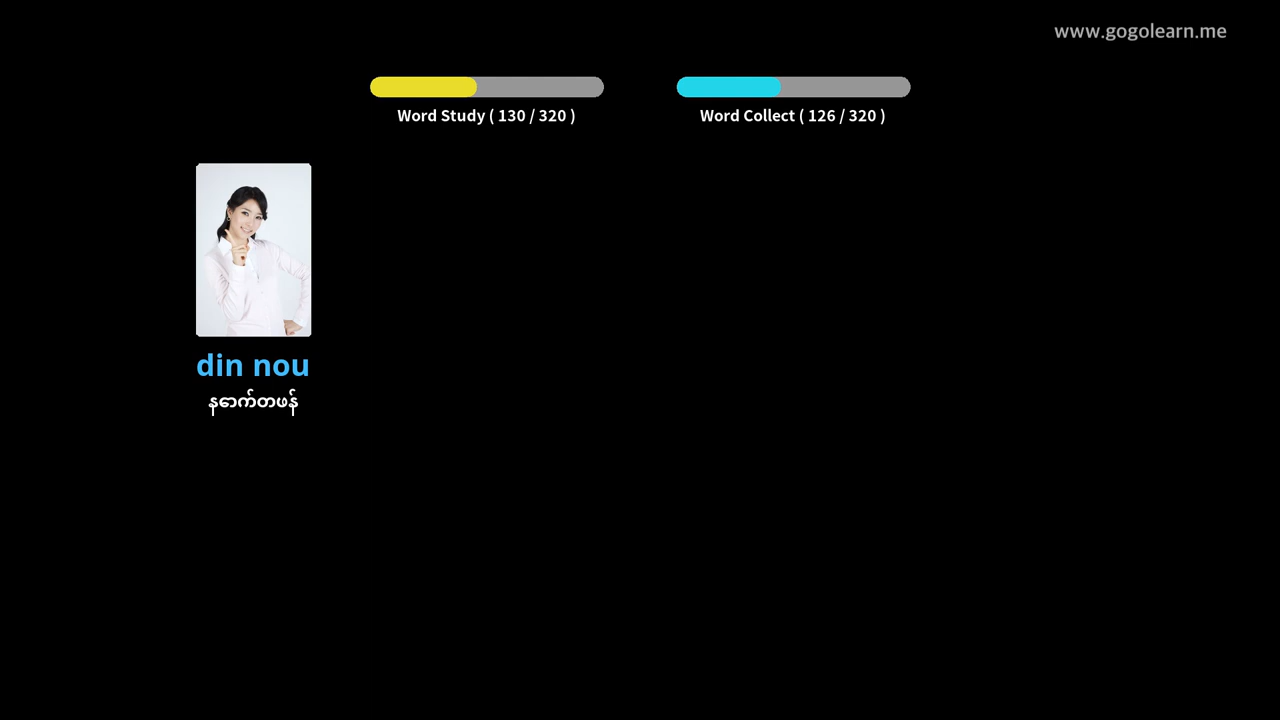 www.gogolearn.me
Word Study ( 130 / 320 )
Word Collect ( 126 / 320 )
din nou
နောက်တဖန်